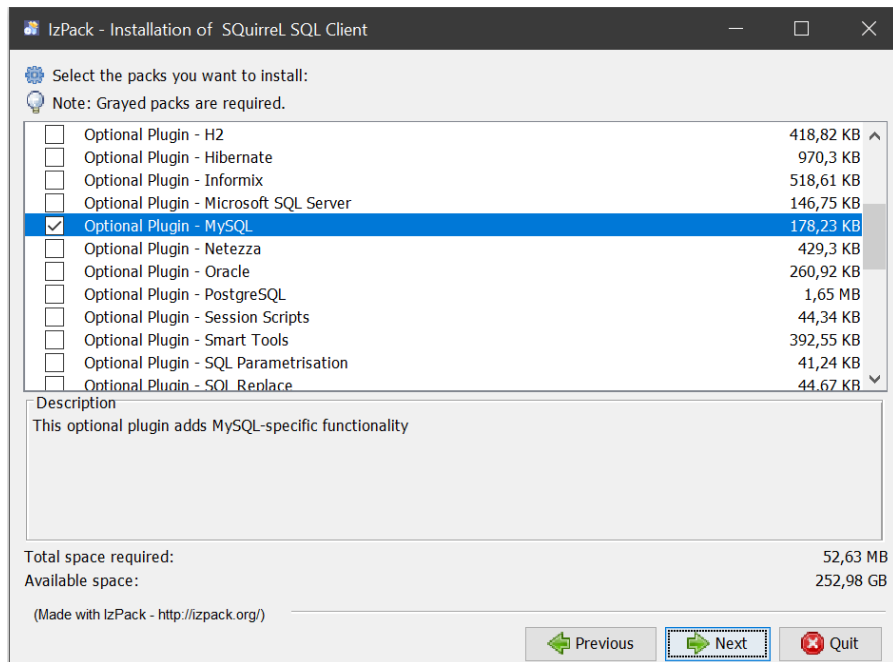 IzPack - Installation of  SQuirreL SQL Client
Select the packs you want to install:
Note: Grayed packs are required.
Optional Plugin - H2 418,82 KB
Optional Plugin - Hibernate 970,3 KB
Optional Plugin - Informix 518,61 KB
Optional Plugin - Microsoft SQL Server 146,75 KB
Optional Plugin - MySQL 178,23 KB
Optional Plugin - Netezza 429,3 KB
Optional Plugin - Oracle 260,92 KB
Optional Plugin - PostgreSQL 1,65 MB
Optional Plugin - Session Scripts 44,34 KB
Optional Plugin - Smart Tools 392,55 KB
Optional Plugin - SQL Parametrisation 41,24 KB
Optional Plugin - SQL Replace 44,67 KB
Description
This optional plugin adds MySQL-specific functionality
Total space required: 52,63 MB
Available space: 252,98 GB
(Made with IzPack - http://izpack.org/)
Previous Next Quit